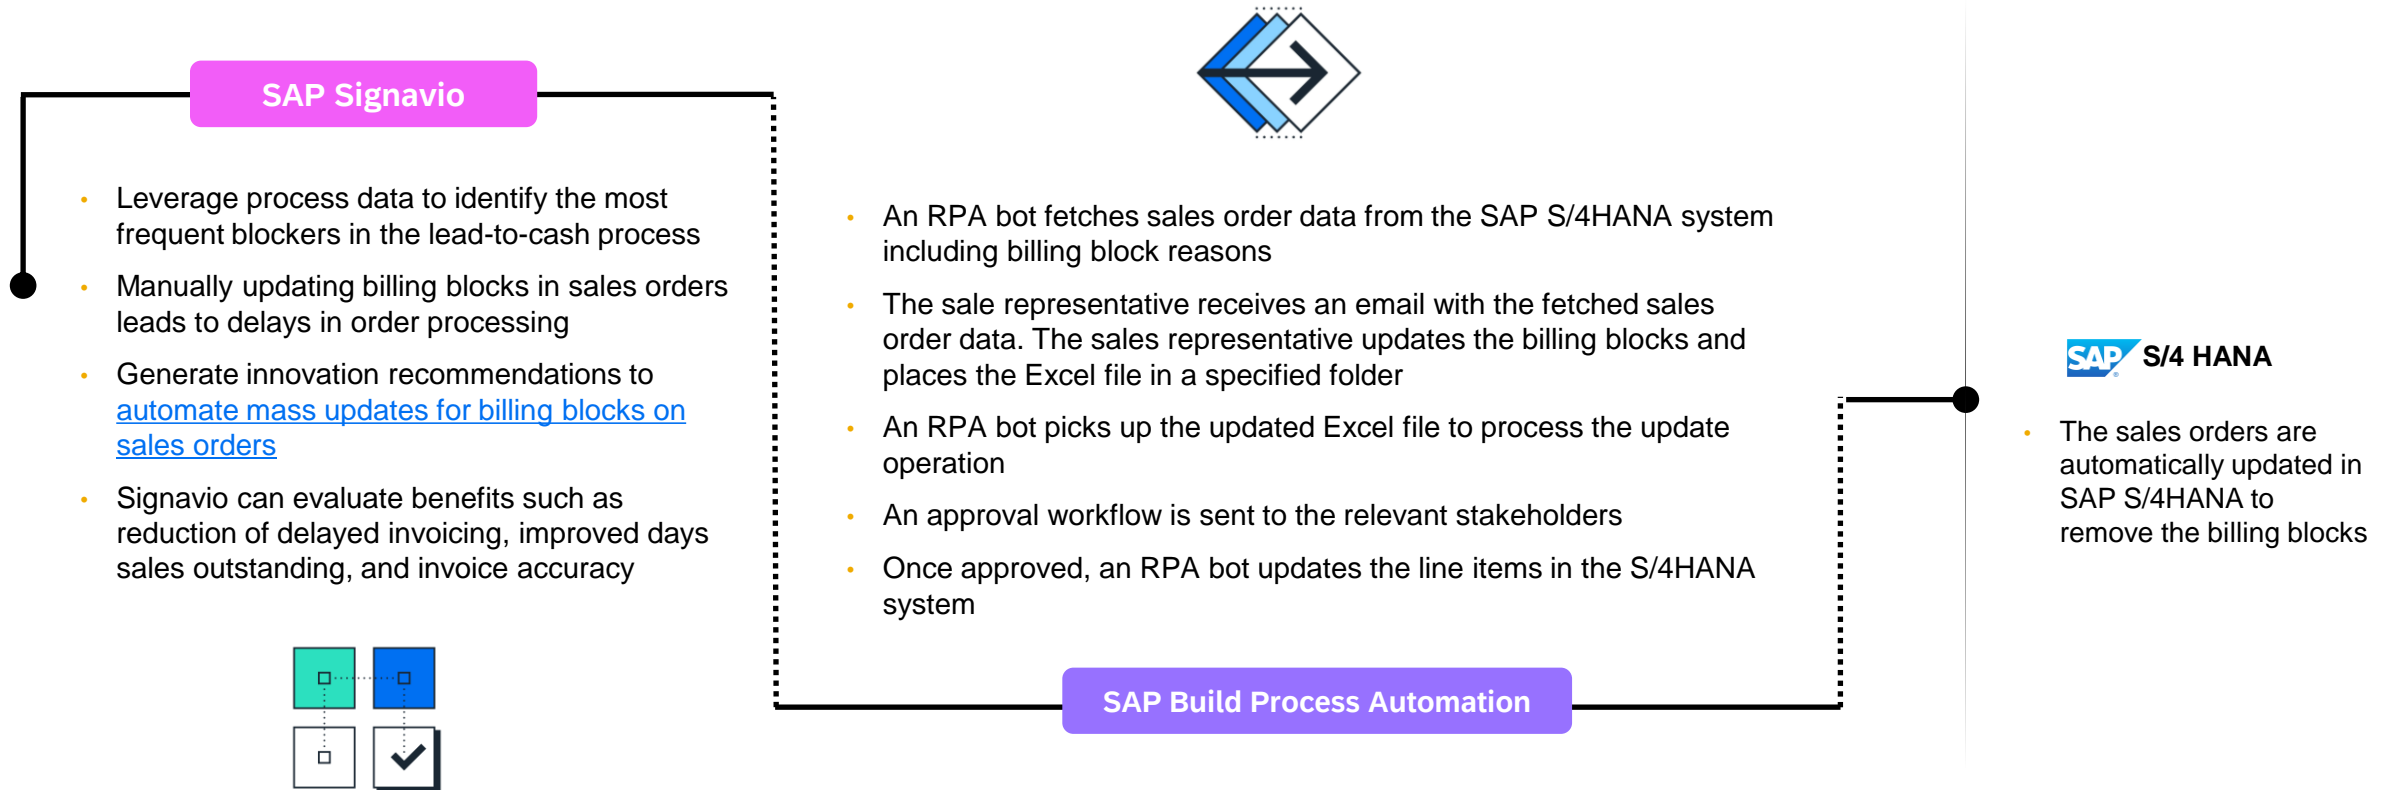 SAP Signavio
• Leverage process data to identify the most
frequent blockers in the lead-to-cash process
• Manually updating billing blocks in sales orders
leads to delays in order processing
• Generate innovation recommendations to
automate mass updates for billing blocks on
sales orders
• Signavio can evaluate benefits such as
reduction of delayed invoicing, improved days
sales outstanding, and invoice accuracy
• An RPA bot fetches sales order data from the SAP S/4HANA system
including billing block reasons
• The sale representative receives an email with the fetched sales
order data. The sales representative updates the billing blocks and
places the Excel file in a specified folder
• An RPA bot picks up the updated Excel file to process the update
operation
• An approval workflow is sent to the relevant stakeholders
• Once approved, an RPA bot updates the line items in the S/4HANA
system
SAP Build Process Automation
SAP® S/4 HANA
• The sales orders are
automatically updated in
SAP S/4HANA to
remove the billing blocks